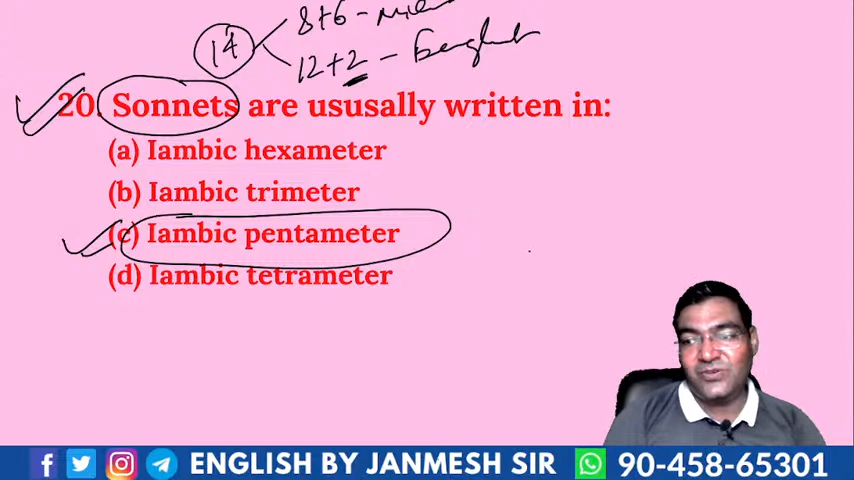 14
8+6 -
12+2 - English
20. Sonnets are ususally written in:
(a) Iambic hexameter
(b) Iambic trimeter
(c) Iambic pentameter
(d) Iambic tetrameter
ENGLISH BY JANMESH SIR 90-458-65301